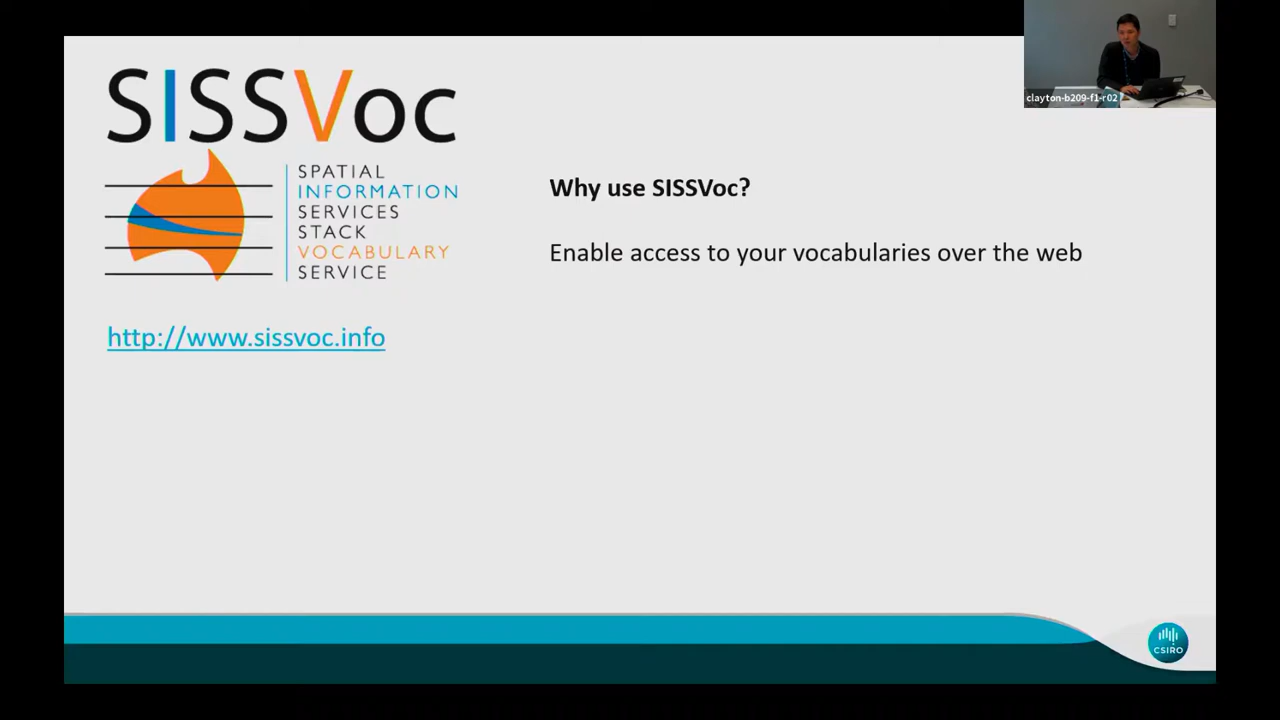 SISSVoc
SPATIAL
INFORMATION
SERVICES
STACK
VOCABULARY
SERVICE
http://www.sissvoc.info
Why use SISSVoc?
Enable access to your vocabularies over the web
clayton-b209-f1-r02
CSIRO